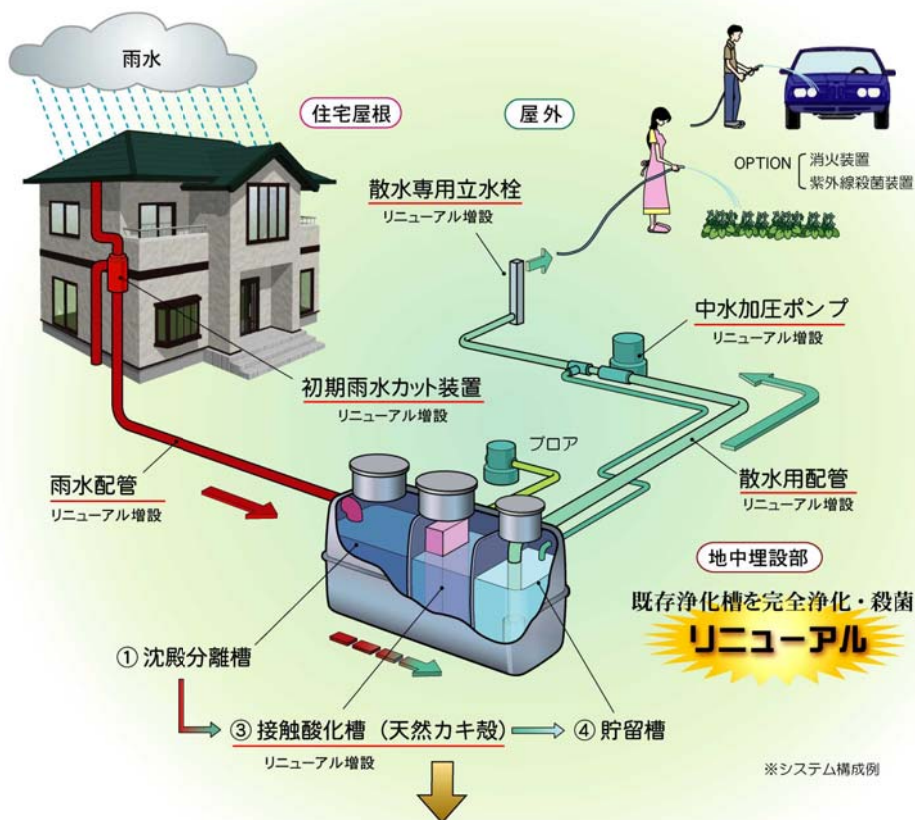 雨水
住宅屋根
屋外
OPTION 消火装置
紫外線殺菌装置
散水専用立水栓
リニューアル増設
中水加圧ポンプ
リニューアル増設
初期雨水カット装置
リニューアル増設
ブロア
雨水配管
リニューアル増設
散水用配管
リニューアル増設
地中埋設部
既存浄化槽を完全浄化・殺菌
リニューアル
① 沈殿分離槽
③ 接触酸化槽（天然カキ殻）
④ 貯留槽
リニューアル増設
※システム構成例